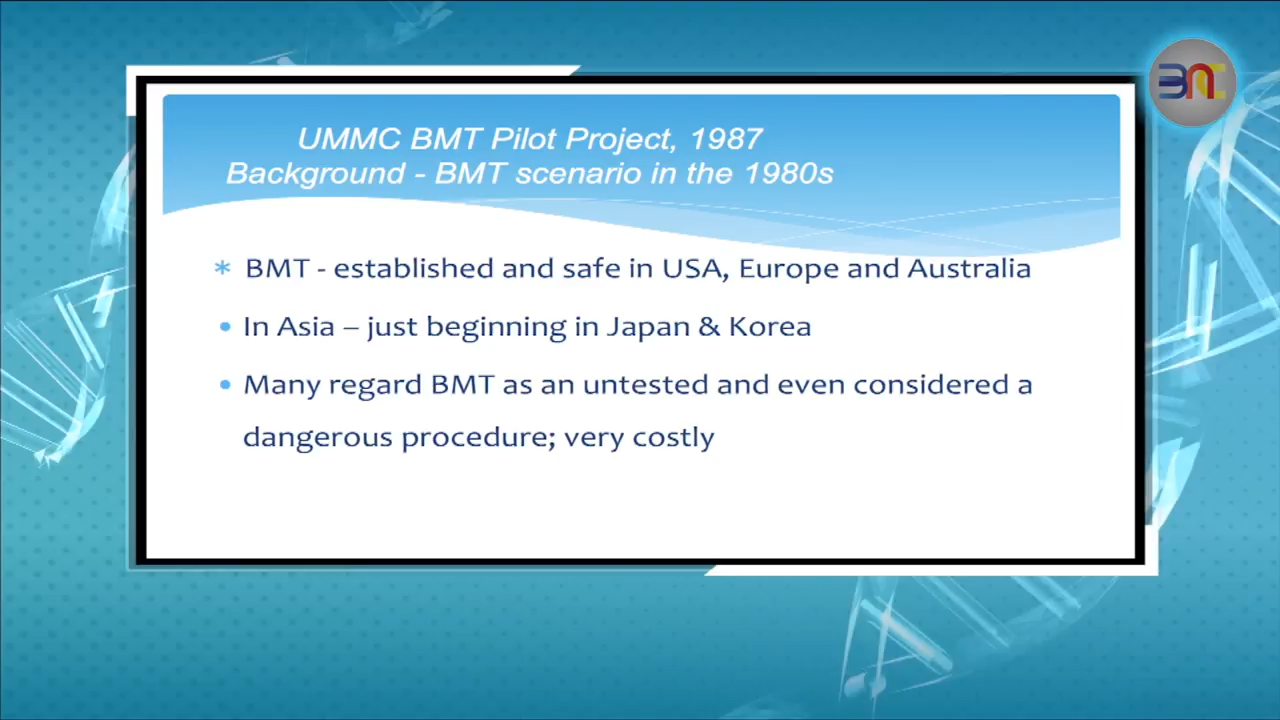 UMMC BMT Pilot Project, 1987
Background - BMT scenario in the 1980s
* BMT - established and safe in USA, Europe and Australia
• In Asia – just beginning in Japan & Korea
• Many regard BMT as an untested and even considered a
dangerous procedure; very costly